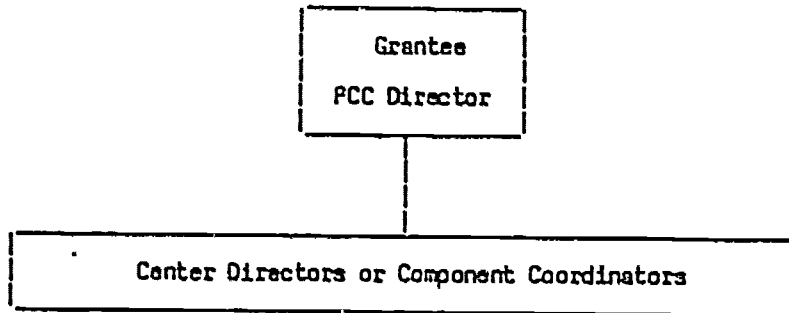 Grantee
PCC Director
Center Directors or Component Coordinators